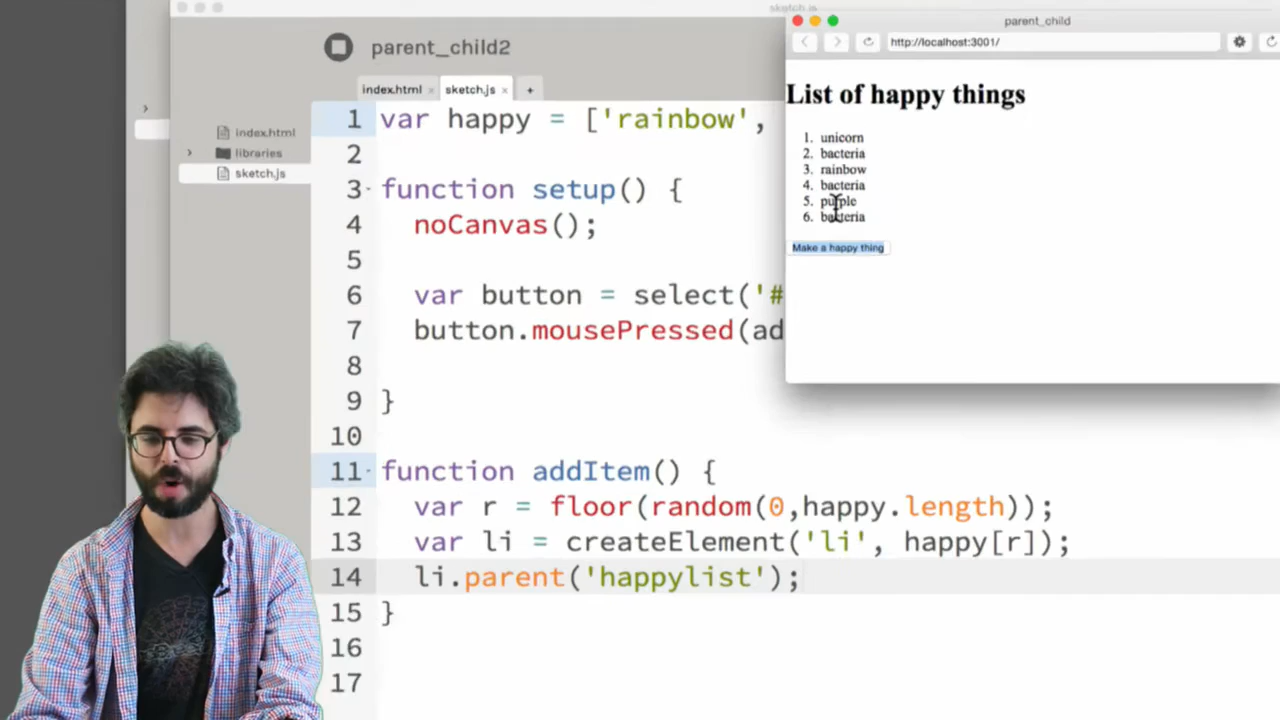 sketch.js
parent_child2
index.html
sketch.js
+
index.html
libraries
sketch.js
1 var happy = ['rainbow',
2
3 function setup() {
4 noCanvas();
5
6 var button = select('#
7 button.mousePressed(ad
8
9 }
10
11 function addItem() {
12 var r = floor(random(0,happy.length));
13 var li = createElement('li', happy[r]);
14 li.parent('happylist');
15 }
16
17
parent_child
http://localhost:3001/
List of happy things
1. unicorn
2. bacteria
3. rainbow
4. bacteria
5. purple
6. bacteria
Make a happy thing